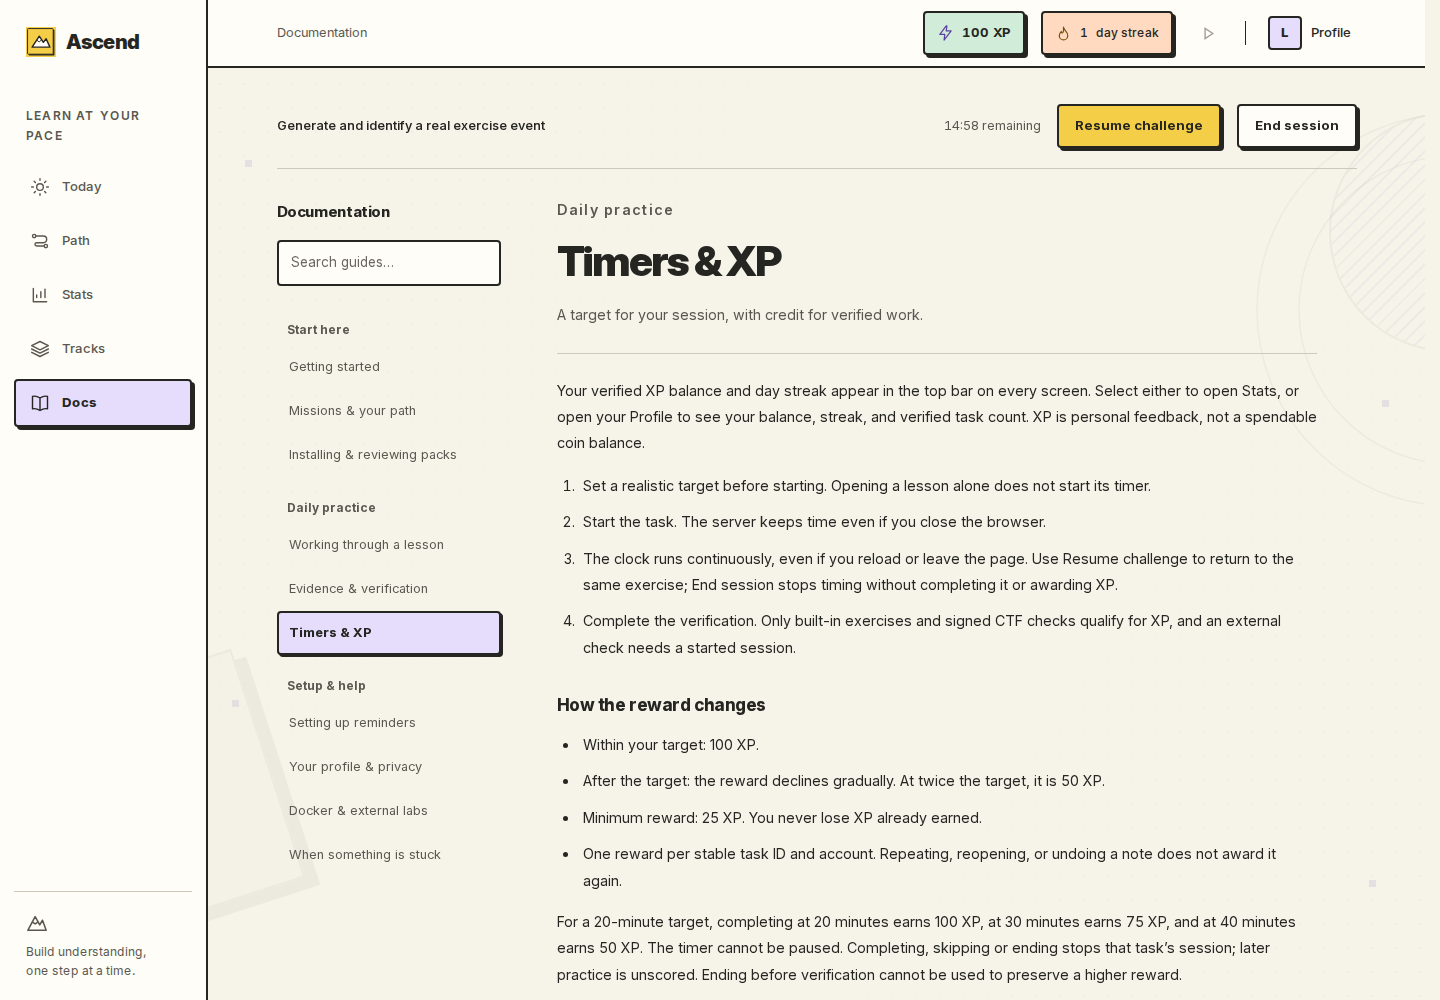 Ascend
LEARN AT YOUR
PACE
Today
Path
Stats
Tracks
Docs
Build understanding,
one step at a time.
Documentation
100 XP
1 day streak
L
Profile
Generate and identify a real exercise event
14:58 remaining
Resume challenge
End session
Documentation
Search guides…
Start here
Getting started
Missions & your path
Installing & reviewing packs
Daily practice
Working through a lesson
Evidence & verification
Timers & XP
Setup & help
Setting up reminders
Your profile & privacy
Docker & external labs
When something is stuck
Daily practice
Timers & XP
A target for your session, with credit for verified work.
Your verified XP balance and day streak appear in the top bar on every screen. Select either to open Stats, or
open your Profile to see your balance, streak, and verified task count. XP is personal feedback, not a spendable
coin balance.
1. Set a realistic target before starting. Opening a lesson alone does not start its timer.
2. Start the task. The server keeps time even if you close the browser.
3. The clock runs continuously, even if you reload or leave the page. Use Resume challenge to return to the
same exercise; End session stops timing without completing it or awarding XP.
4. Complete the verification. Only built-in exercises and signed CTF checks qualify for XP, and an external
check needs a started session.
How the reward changes
• Within your target: 100 XP.
• After the target: the reward declines gradually. At twice the target, it is 50 XP.
• Minimum reward: 25 XP. You never lose XP already earned.
• One reward per stable task ID and account. Repeating, reopening, or undoing a note does not award it
again.
For a 20-minute target, completing at 20 minutes earns 100 XP, at 30 minutes earns 75 XP, and at 40 minutes
earns 50 XP. The timer cannot be paused. Completing, skipping or ending stops that task’s session; later
practice is unscored. Ending before verification cannot be used to preserve a higher reward.